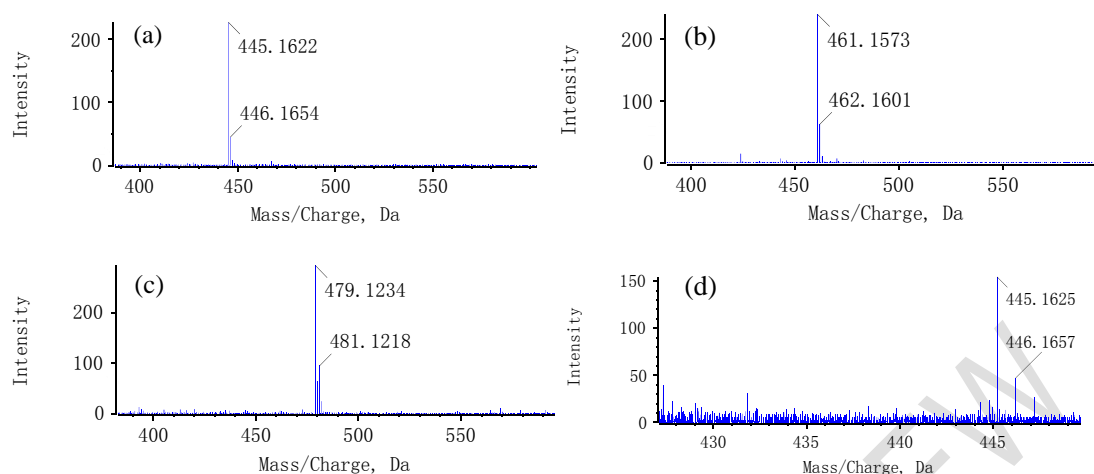 (a)
Intensity
200
100
0
445.1622
446.1654
400 450 500 550
Mass/Charge, Da
(b)
Intensity
200
100
0
461.1573
462.1601
400 450 500 550
Mass/Charge, Da
(c)
Intensity
200
100
0
479.1234
481.1218
400 450 500 550
Mass/Charge, Da
(d)
Intensity
150
100
50
0
445.1625
446.1657
430 435 440 445
Mass/Charge, Da
EW